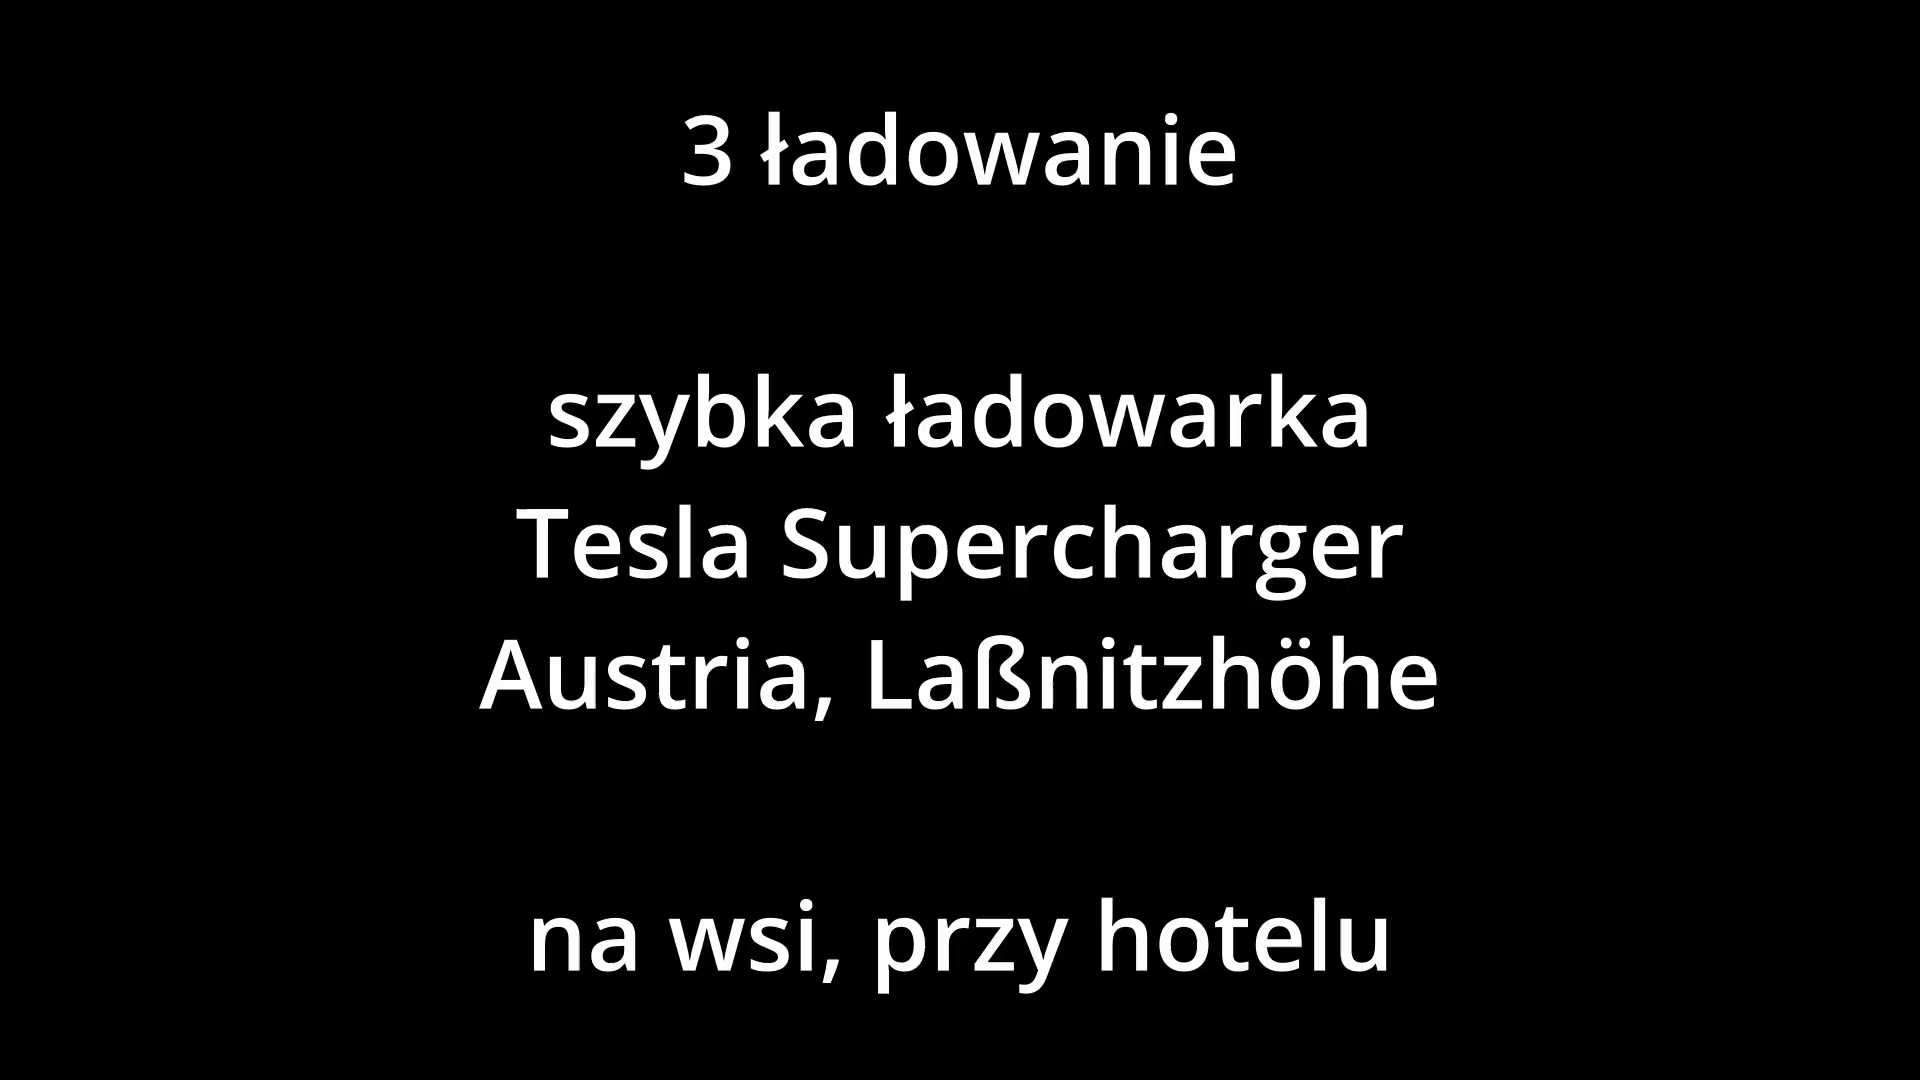 3 ładowanie
szybka ładowarka
Tesla Supercharger
Austria, Laßnitzhöhe
na wsi, przy hotelu